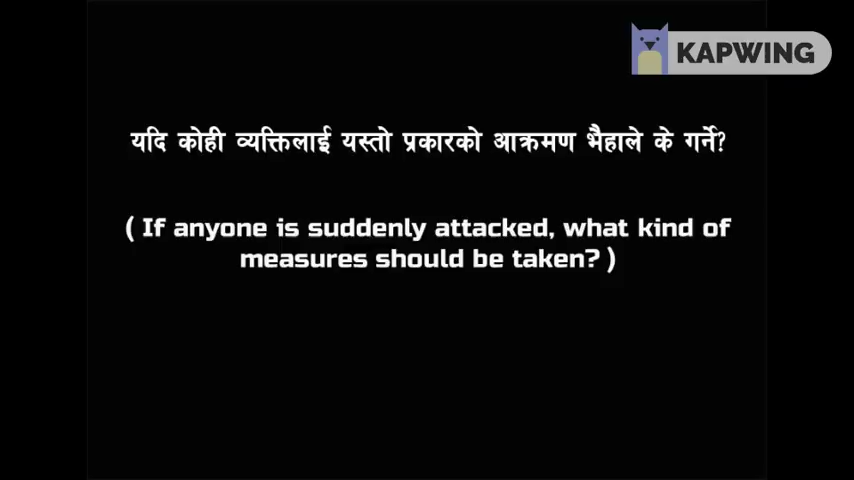 KAPWING
यदि कोही व्यक्तिलाई यस्तो प्रकारको आक्रमण भैहाले के गर्ने?
( If anyone is suddenly attacked, what kind of
measures should be taken? )